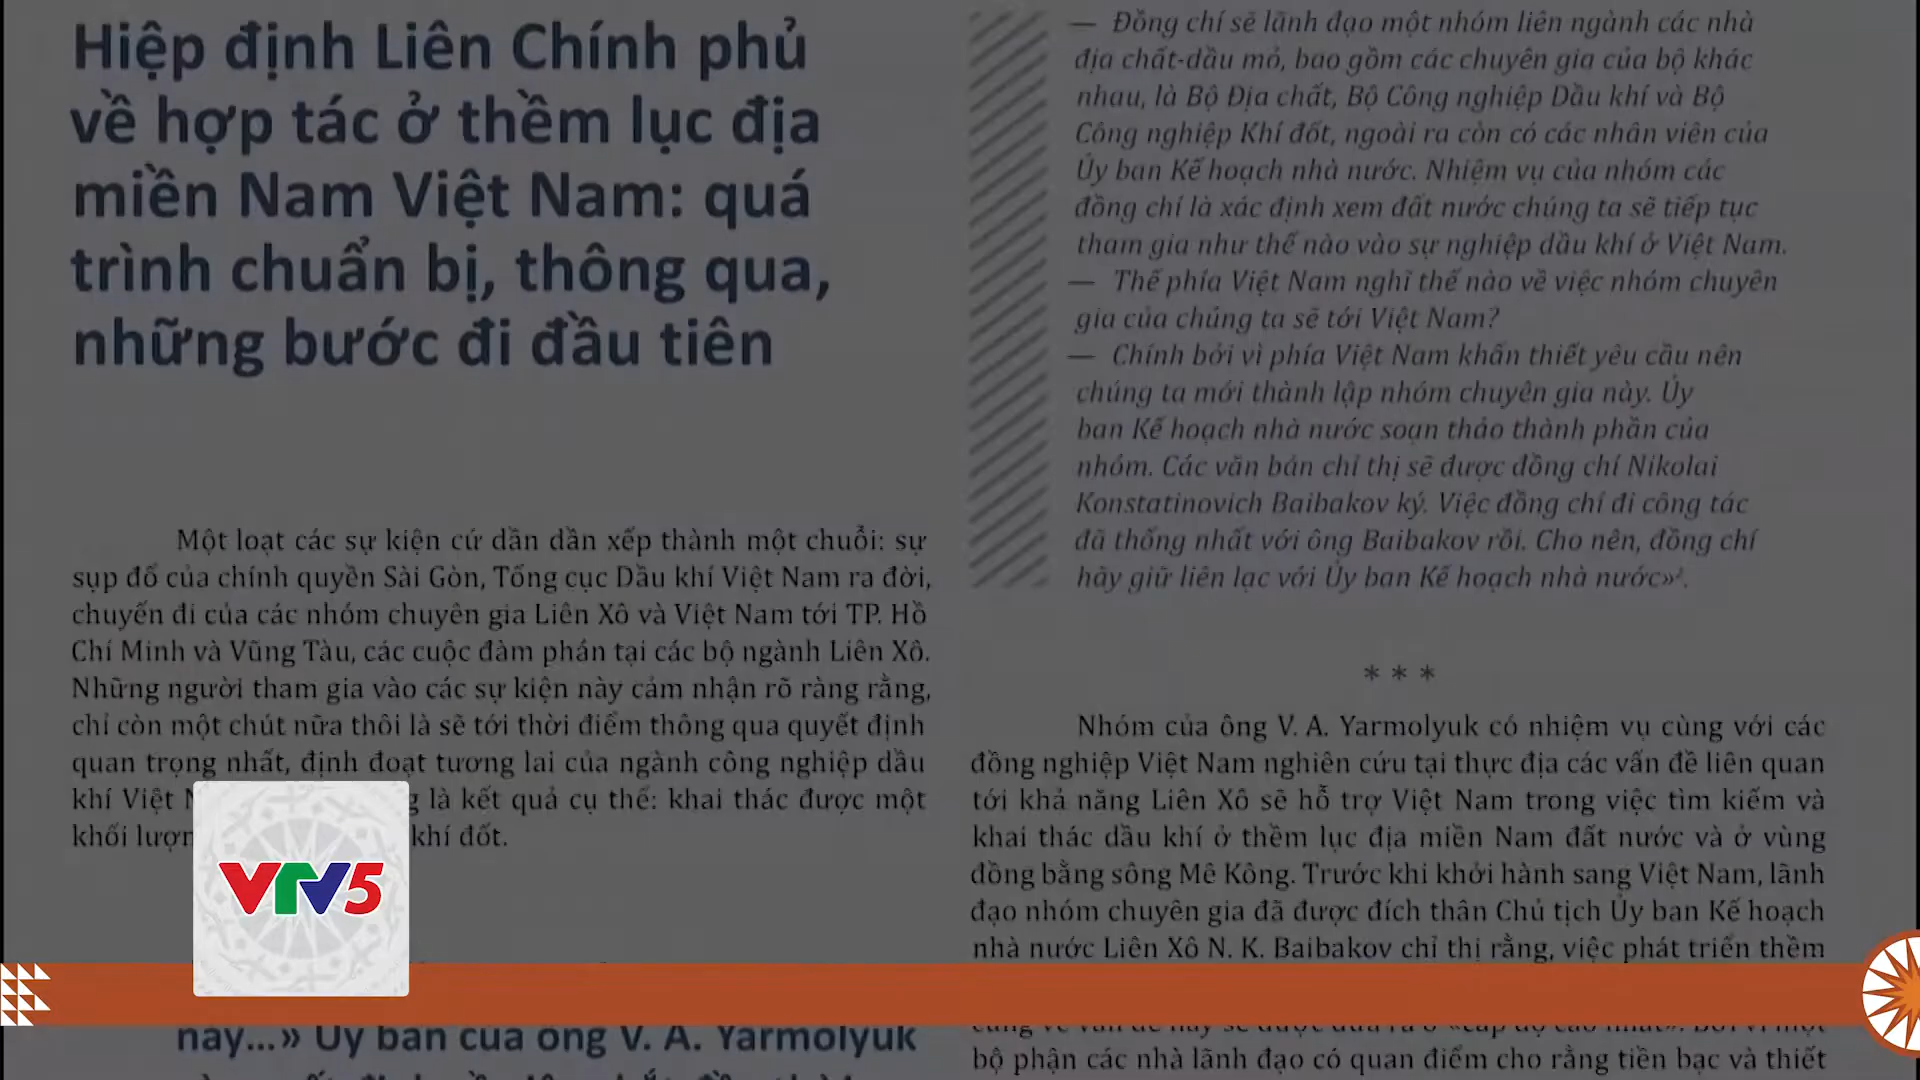 Hiệp định Liên Chính phủ
về hợp tác ở thềm lục địa
miền Nam Việt Nam: quá
trình chuẩn bị, thông qua,
những bước đi đầu tiên
Một loạt các sự kiện cứ dần dần xếp thành một chuỗi: sự
sụp đổ của chính quyền Sài Gòn, Tổng cục Dầu khí Việt Nam ra đời,
chuyến đi của các nhóm chuyên gia Liên Xô và Việt Nam tới TP. Hồ
Chí Minh và Vũng Tàu, các cuộc đàm phán tại các bộ ngành Liên Xô.
Những người tham gia vào các sự kiện này cảm nhận rõ ràng rằng,
chỉ còn một chút nữa thôi là sẽ tới thời điểm thông qua quyết định
quan trọng nhất, định đoạt tương lai của ngành công nghiệp dầu
khí Việt là kết quả cụ thể: khai thác được một
khối khí đốt.
VTV5
này...» Ủy ban của ông V. A. Yarmolyuk
— Đồng chí sẽ lãnh đạo một nhóm liên ngành các nhà
địa chất-dầu mỏ, bao gồm các chuyên gia của bộ khác
nhau, là Bộ Địa chất, Bộ Công nghiệp Dầu khí và Bộ
Công nghiệp Khí đốt, ngoài ra còn có các nhân viên của
Ủy ban Kế hoạch nhà nước. Nhiệm vụ của nhóm các
đồng chí là xác định xem đất nước chúng ta sẽ tiếp tục
tham gia như thế nào vào sự nghiệp dầu khí ở Việt Nam.
— Thế phía Việt Nam nghĩ thế nào về việc nhóm chuyên
gia của chúng ta sẽ tới Việt Nam?
— Chính bởi vì phía Việt Nam khẩn thiết yêu cầu nên
chúng ta mới thành lập nhóm chuyên gia này. Ủy
ban Kế hoạch nhà nước soạn thảo thành phần của
nhóm. Các văn bản chỉ thị sẽ được đồng chí Nikolai
Konstatinovich Baibakov ký. Việc đồng chí đi công tác
đã thống nhất với ông Baibakov rồi. Cho nên, đồng chí
hãy giữ liên lạc với Ủy ban Kế hoạch nhà nước»².
* * *
Nhóm của ông V. A. Yarmolyuk có nhiệm vụ cùng với các
đồng nghiệp Việt Nam nghiên cứu tại thực địa các vấn đề liên quan
tới khả năng Liên Xô sẽ hỗ trợ Việt Nam trong việc tìm kiếm và
khai thác dầu khí ở thềm lục địa miền Nam đất nước và ở vùng
đồng bằng sông Mê Kông. Trước khi khởi hành sang Việt Nam, lãnh
đạo nhóm chuyên gia đã được đích thân Chủ tịch Ủy ban Kế hoạch
nhà nước Liên Xô N. K. Baibakov chỉ thị rằng, việc phát triển thềm
bộ phận các nhà lãnh đạo có quan điểm cho rằng tiền bạc và thiết